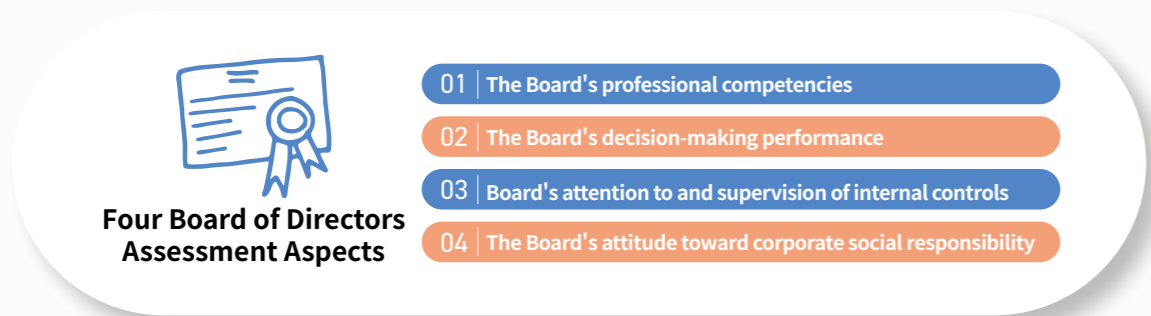 Four Board of Directors
Assessment Aspects
01 The Board's professional competencies
02 The Board's decision-making performance
03 Board's attention to and supervision of internal controls
04 The Board's attitude toward corporate social responsibility